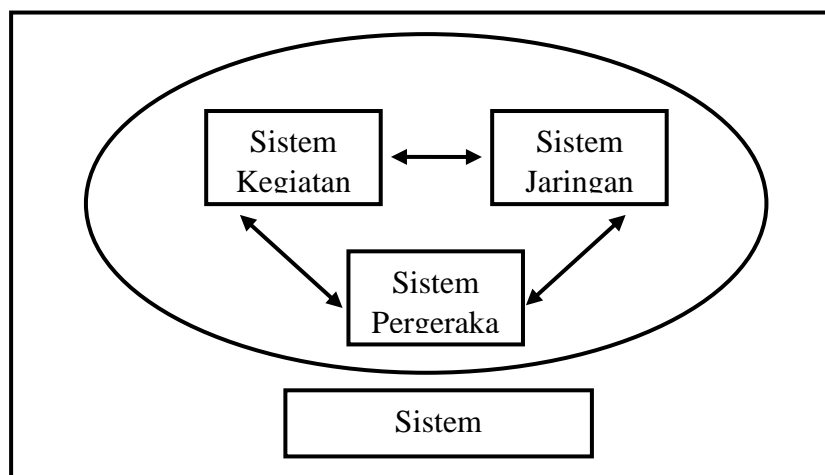 Sistem
Kegiatan
Sistem
Jaringan
Sistem
Pergeraka
Sistem